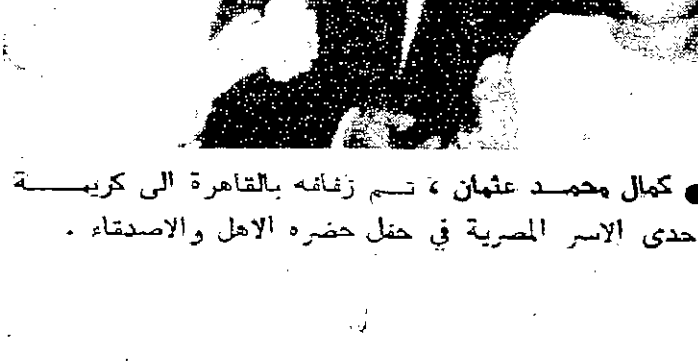 ● كمال محمد عثمان ، تم زفافه بالقاهرة الى كريمة
حدى الاسر المصرية في حفل حضره الاهل والاصدقاء .